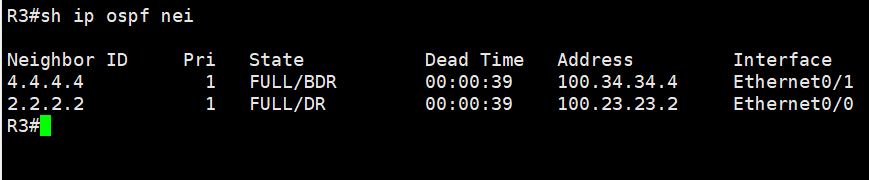 R3#sh ip ospf nei
Neighbor ID     Pri   State           Dead Time   Address         Interface
4.4.4.4           1   FULL/BDR        00:00:39    100.34.34.4     Ethernet0/1
2.2.2.2           1   FULL/DR         00:00:39    100.23.23.2     Ethernet0/0
R3#